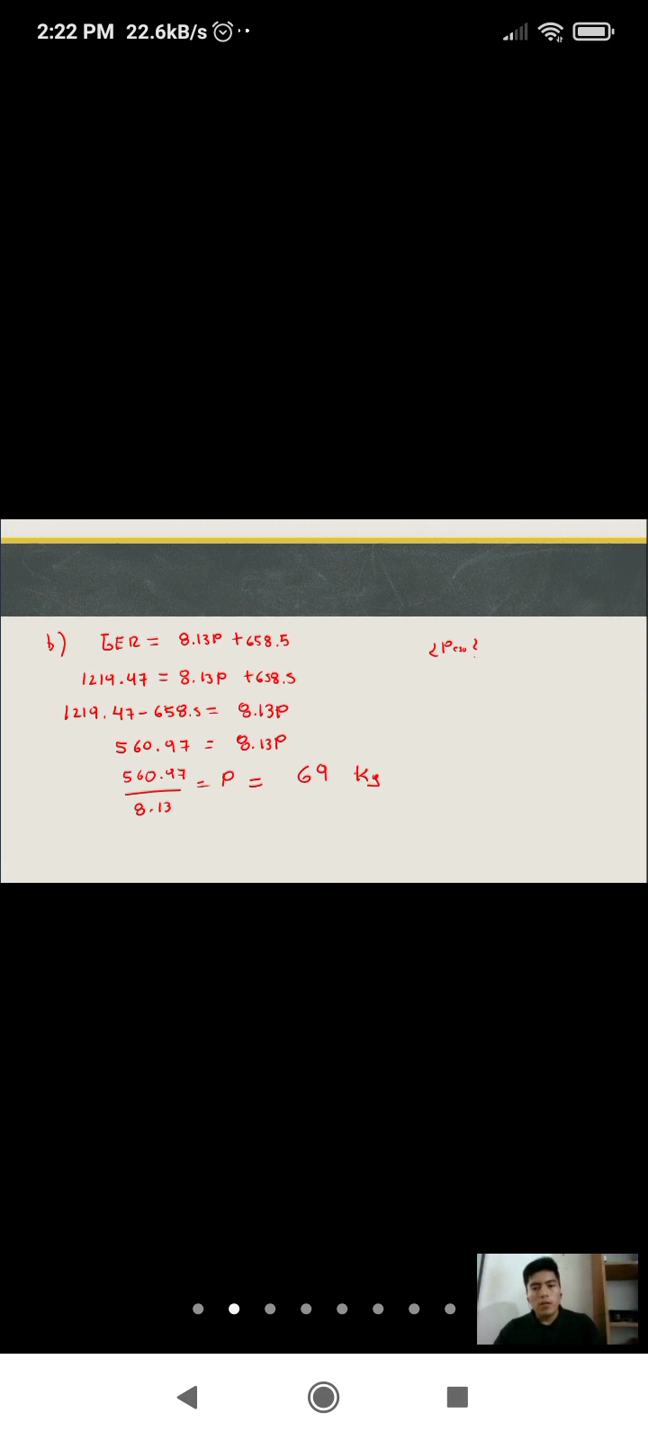 2:22 PM 22.6kB/s
b) GER = 8.13P + 658.5
¿Peso?
1219.47 = 8.13P + 658.5
1219.47 - 658.5 = 8.13P
560.97 = 8.13P
560.97 / 8.13 = P = 69 Kg